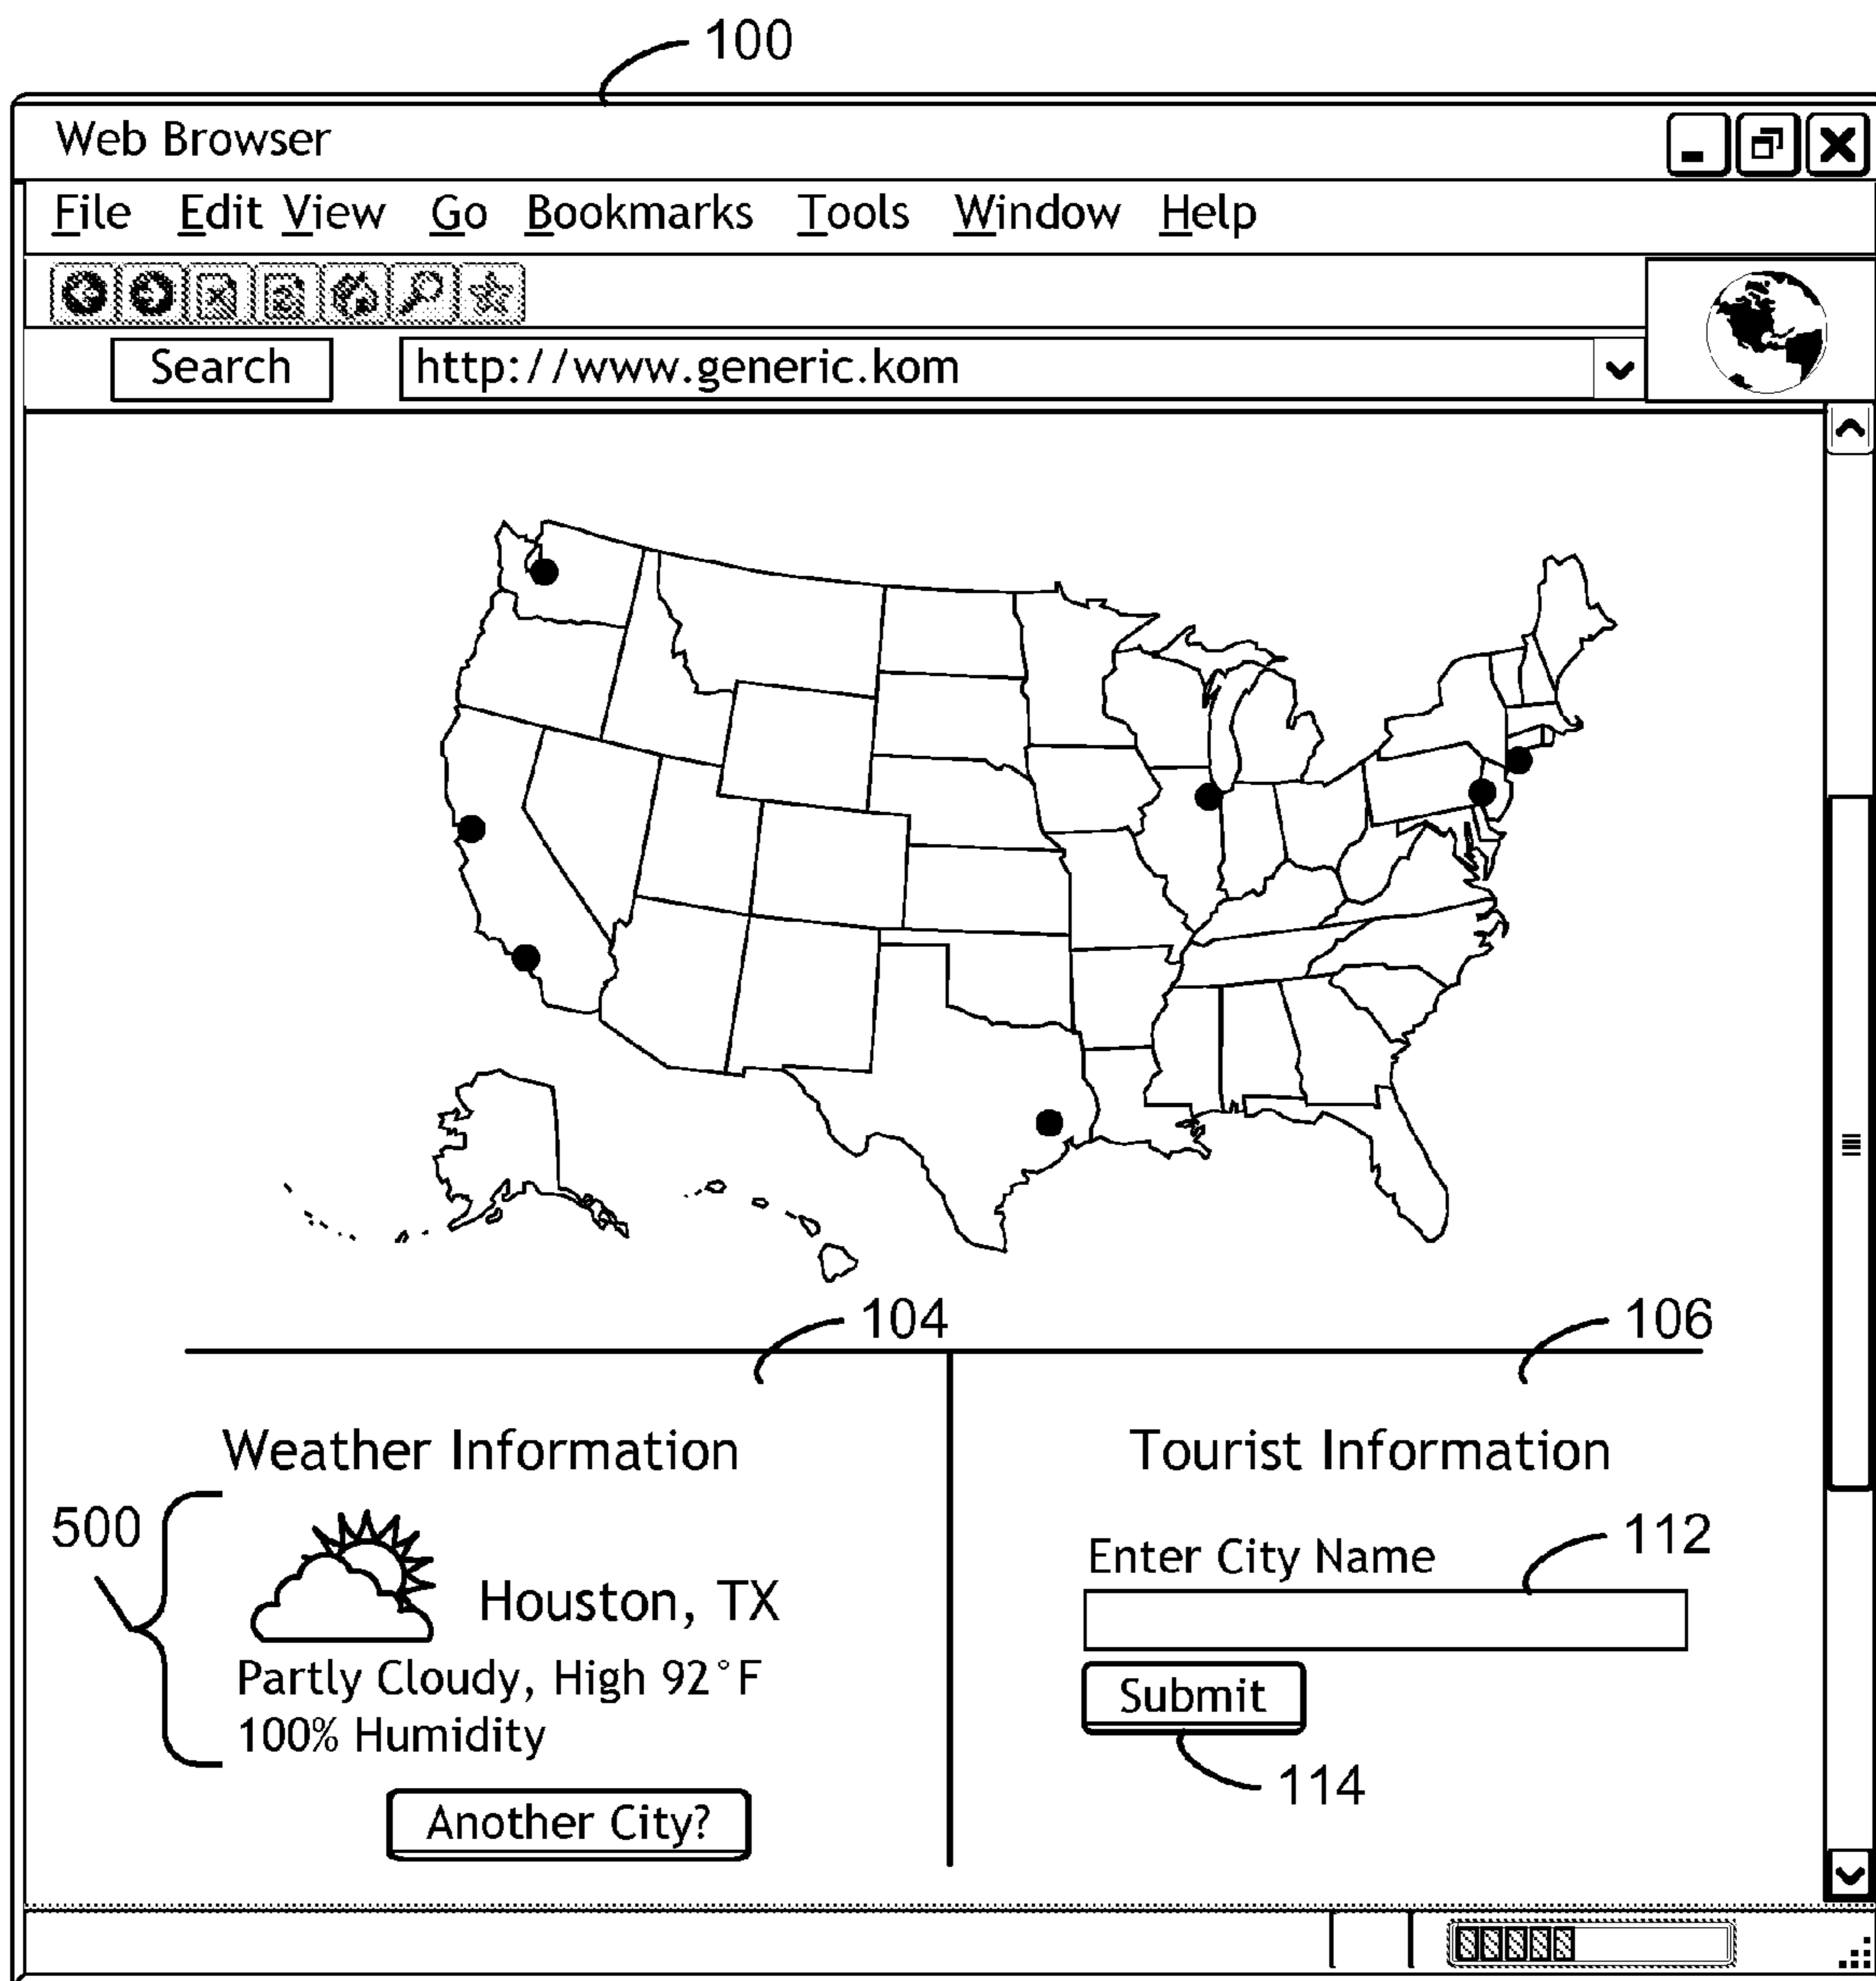 100
Web Browser
File Edit View Go Bookmarks Tools Window Help
Search http://www.generic.kom
104
106
Weather Information
Tourist Information
500
Enter City Name
112
Houston, TX
Partly Cloudy, High 92°F
100% Humidity
Submit
114
Another City?